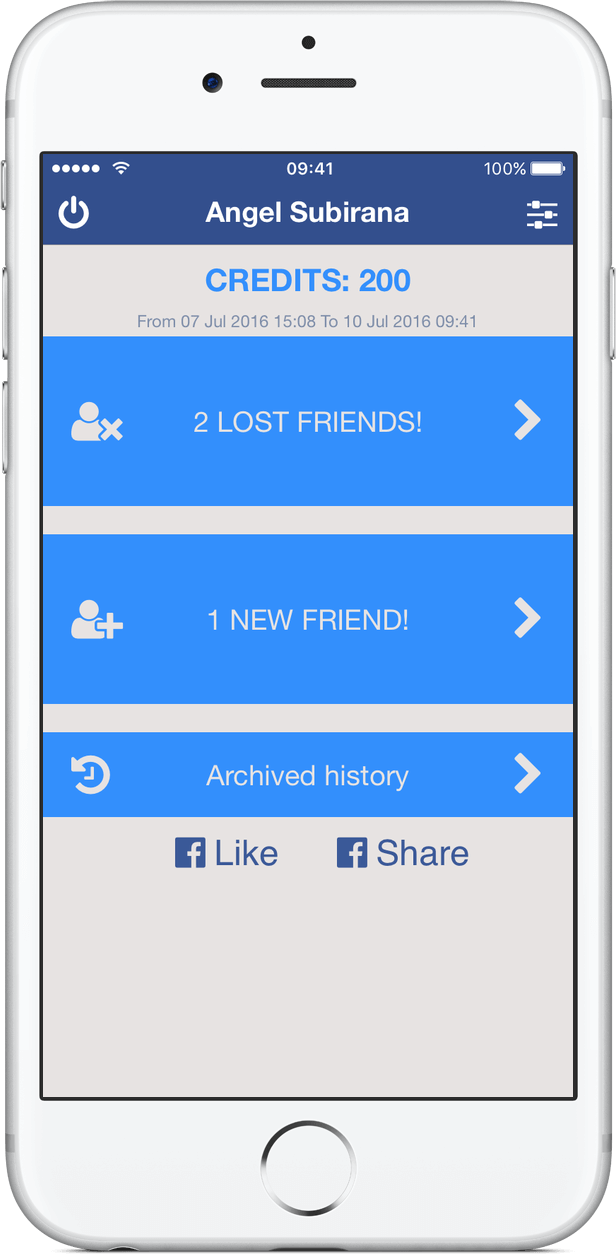 09:41
100%
Angel Subirana
CREDITS: 200
From 07 Jul 2016 15:08 To 10 Jul 2016 09:41
2 LOST FRIENDS!
1 NEW FRIEND!
Archived history
Like
Share